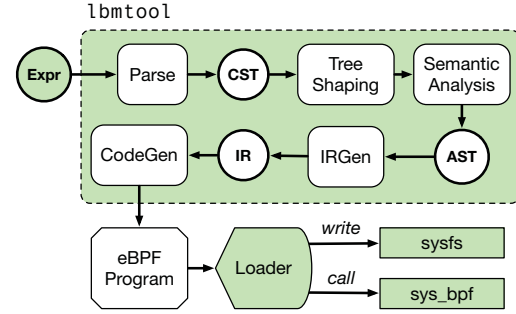 lbmtool
Expr
Parse
CST
Tree
Shaping
Semantic
Analysis
CodeGen
IR
IRGen
AST
eBPF
Program
Loader
write
sysfs
call
sys_bpf